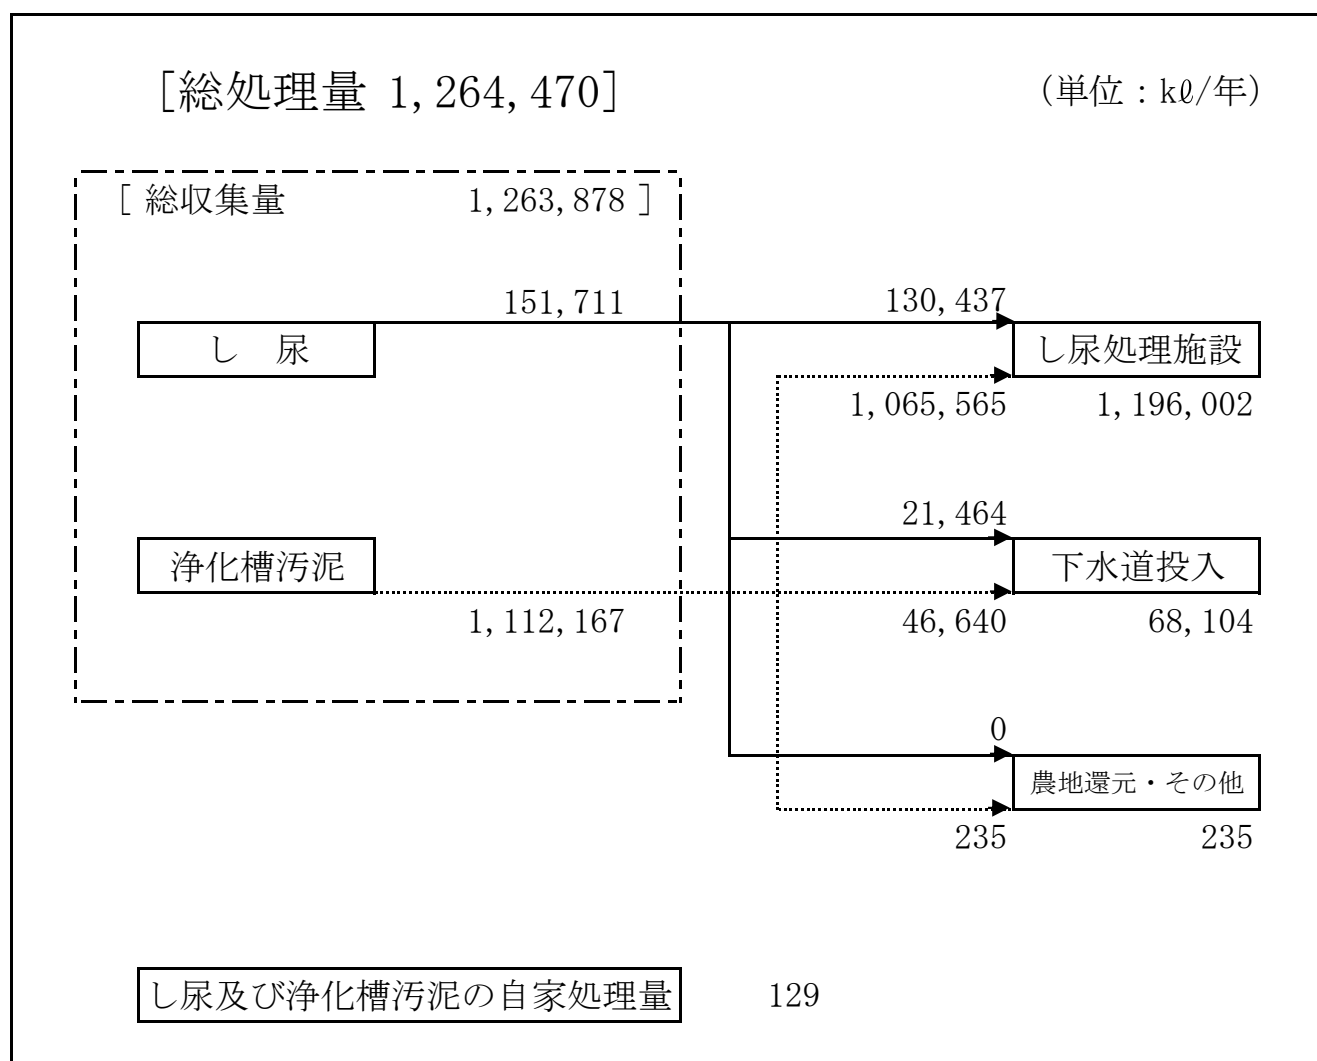 [総処理量 1,264,470] (単位:kℓ/年)
[ 総収集量 1,263,878 ]
151,711 130,437
し 尿 し尿処理施設
1,065,565 1,196,002
21,464
浄化槽汚泥 下水道投入
1,112,167 46,640 68,104
0
農地還元・その他
235 235
し尿及び浄化槽汚泥の自家処理量 129